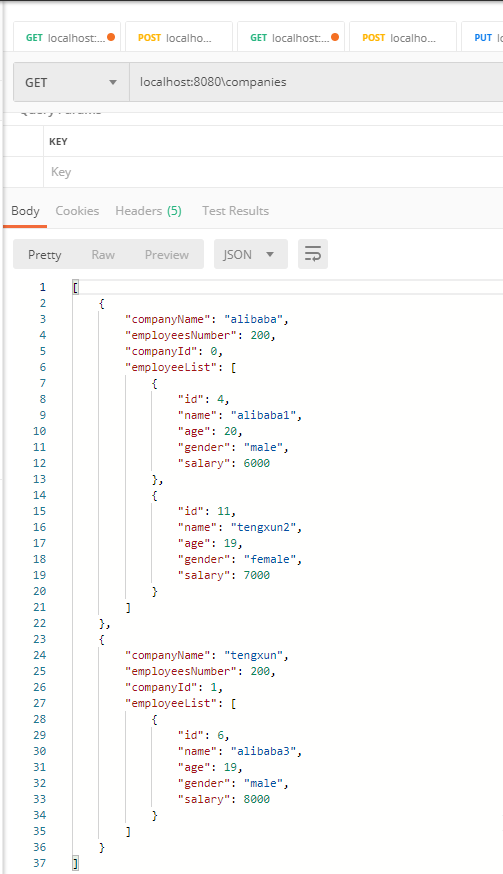 GET localhost:... POST localho... GET localhost:... POST localho... PUT
GET localhost:8080\companies
Query Params
KEY
Key
Body Cookies Headers (5) Test Results
Pretty Raw Preview JSON
1 [
2 {
3 "companyName": "alibaba",
4 "employeesNumber": 200,
5 "companyId": 0,
6 "employeeList": [
7 {
8 "id": 4,
9 "name": "alibaba1",
10 "age": 20,
11 "gender": "male",
12 "salary": 6000
13 },
14 {
15 "id": 11,
16 "name": "tengxun2",
17 "age": 19,
18 "gender": "female",
19 "salary": 7000
20 }
21 ]
22 },
23 {
24 "companyName": "tengxun",
25 "employeesNumber": 200,
26 "companyId": 1,
27 "employeeList": [
28 {
29 "id": 6,
30 "name": "alibaba3",
31 "age": 19,
32 "gender": "male",
33 "salary": 8000
34 }
35 ]
36 }
37 ]